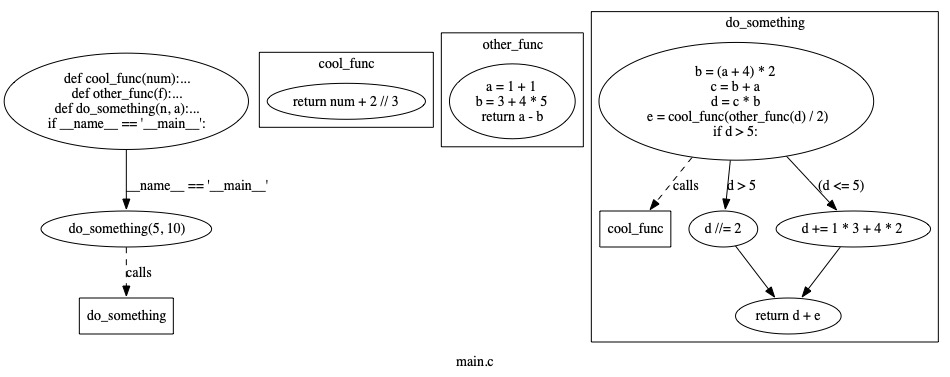 def cool_func(num):...
def other_func(f):...
def do_something(n, a):...
if __name__ == '__main__':
__name__ == '__main__'
do_something(5, 10)
calls
do_something
cool_func
return num + 2 // 3
other_func
a = 1 + 1
b = 3 + 4 * 5
return a - b
do_something
b = (a + 4) * 2
c = b + a
d = c * b
e = cool_func(other_func(d) / 2)
if d > 5:
calls
d > 5
(d <= 5)
cool_func
d //= 2
d += 1 * 3 + 4 * 2
return d + e
main.c